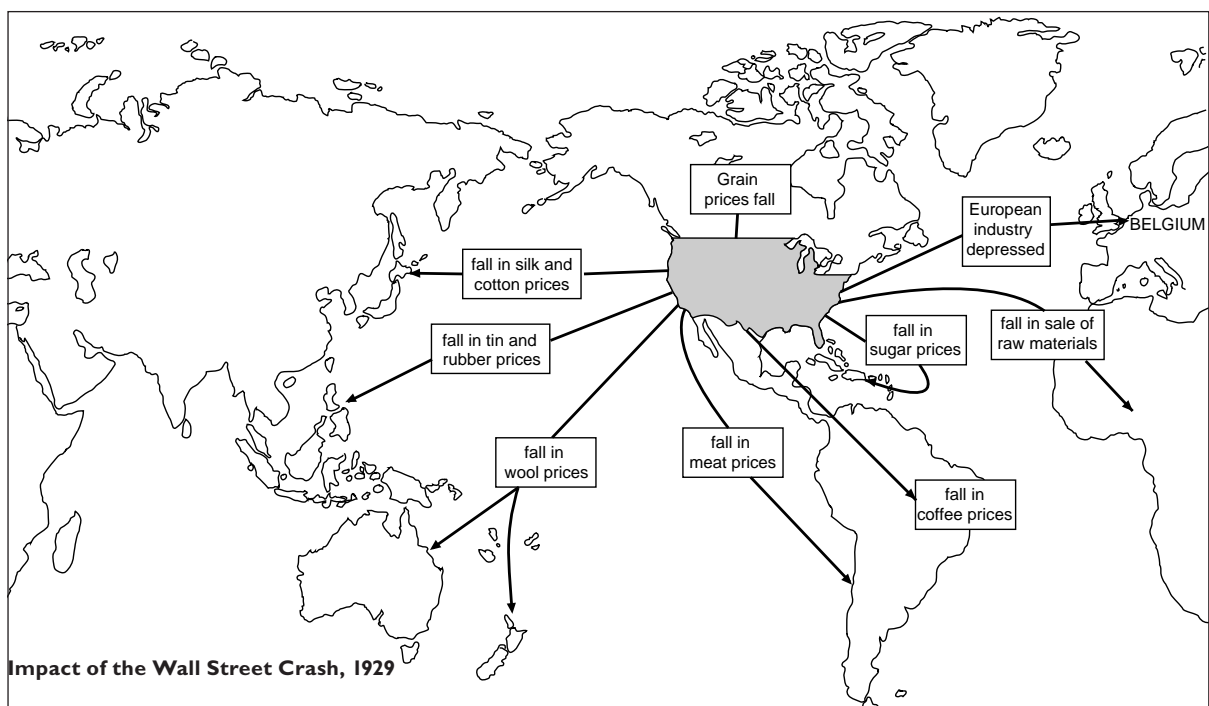 Grain
prices fall
European
industry
depressed
BELGIUM
fall in silk and
cotton prices
fall in tin and
rubber prices
fall in
sugar prices
fall in sale of
raw materials
fall in
wool prices
fall in
meat prices
fall in
coffee prices
Impact of the Wall Street Crash, 1929